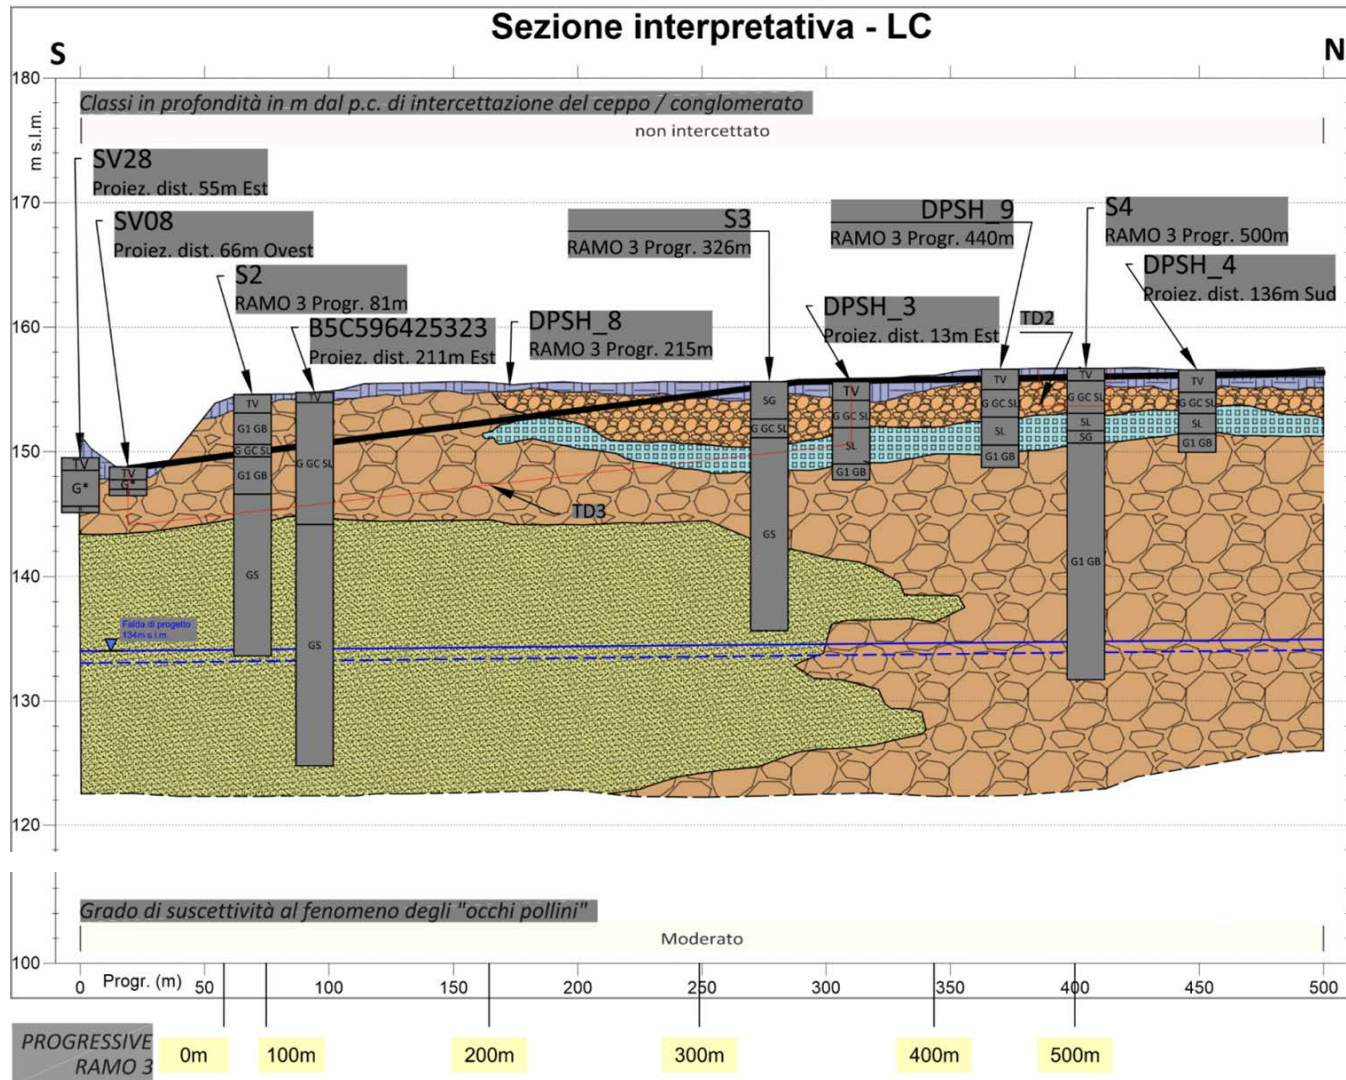 Sezione interpretativa - LC
S
N
180
Classi in profondità in m dal p.c. di intercettazione del ceppo / conglomerato
non intercettato
m s.l.m.
SV28
Proiez. dist. 55m Est
170
SV08
Proiez. dist. 66m Ovest
S3
RAMO 3 Progr. 326m
DPSH_9
RAMO 3 Progr. 440m
S4
RAMO 3 Progr. 500m
S2
RAMO 3 Progr. 81m
DPSH_4
Proiez. dist. 136m Sud
B5C596425323
Proiez. dist. 211m Est
DPSH_8
RAMO 3 Progr. 215m
DPSH_3
Proiez. dist. 13m Est
TD2
160
TV
G*
TV
G*
TV
G1 GB
G GC SL
G1 GB
GS
TV
G GC SL
GS
SG
G GC SL
GS
TV
G GC SL
SL
G1 GB
TV
G GC SL
SL
G1 GB
TV
G GC SL
SL
SG
G1 GB
TV
G GC SL
SL
G1 GB
150
TD3
140
Falda di progetto
134m s.l.m.
130
120
Grado di suscettività al fenomeno degli "occhi pollini"
Moderato
100
Progr. (m)
0 50 100 150 200 250 300 350 400 450 500
PROGRESSIVE
RAMO 3
0m 100m 200m 300m 400m 500m